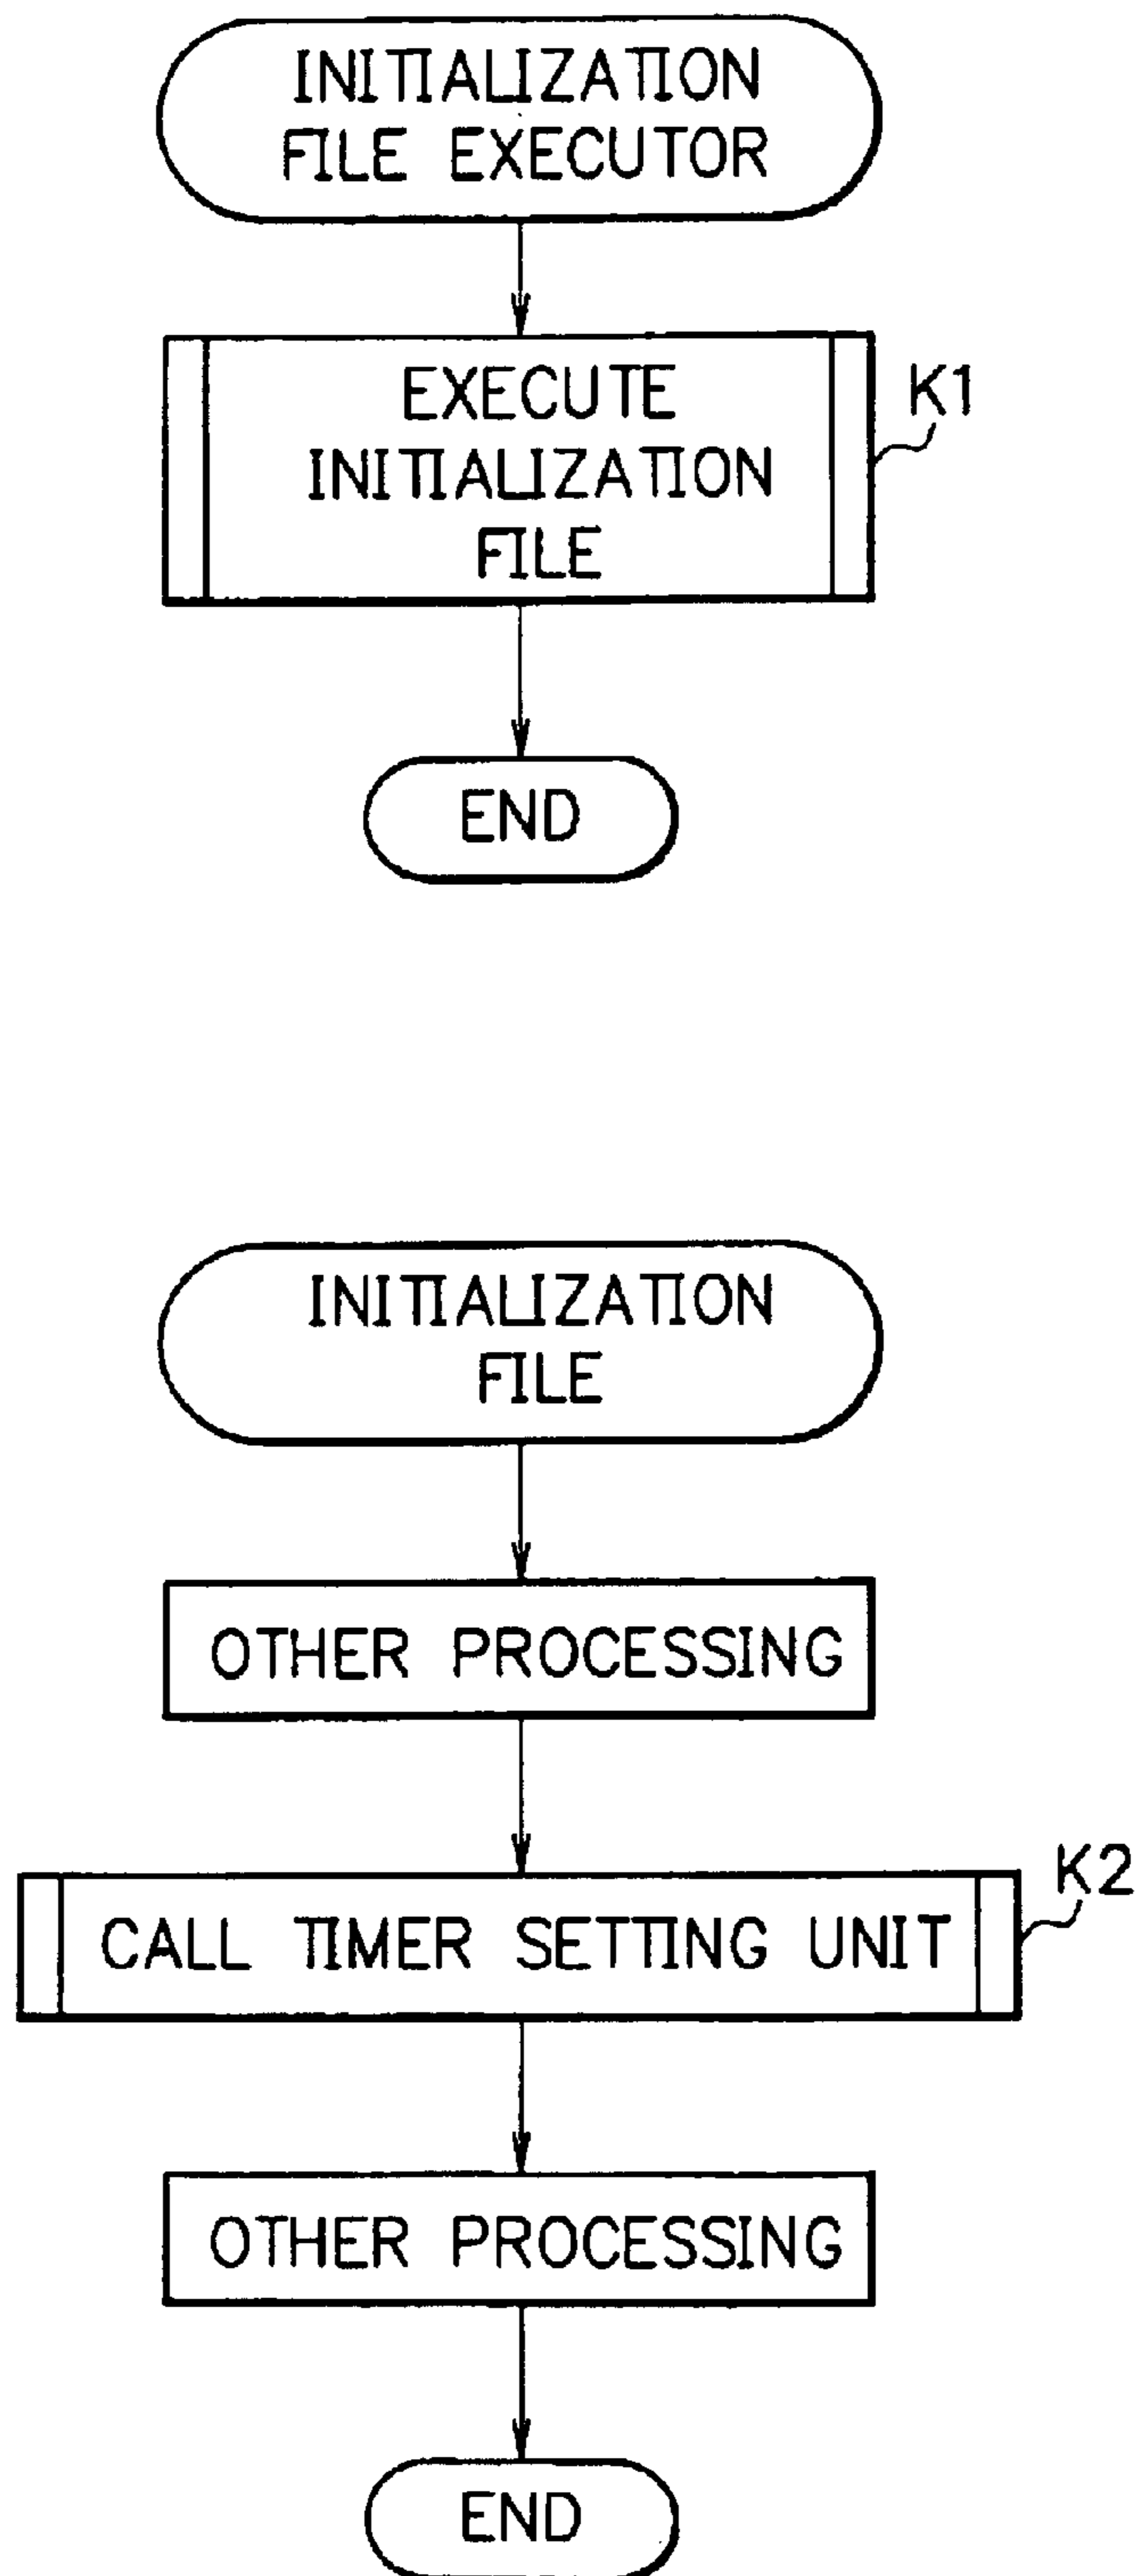 INITIALIZATION
FILE EXECUTOR
EXECUTE
INITIALIZATION
FILE
K1
END
INITIALIZATION
FILE
OTHER PROCESSING
CALL TIMER SETTING UNIT
K2
OTHER PROCESSING
END